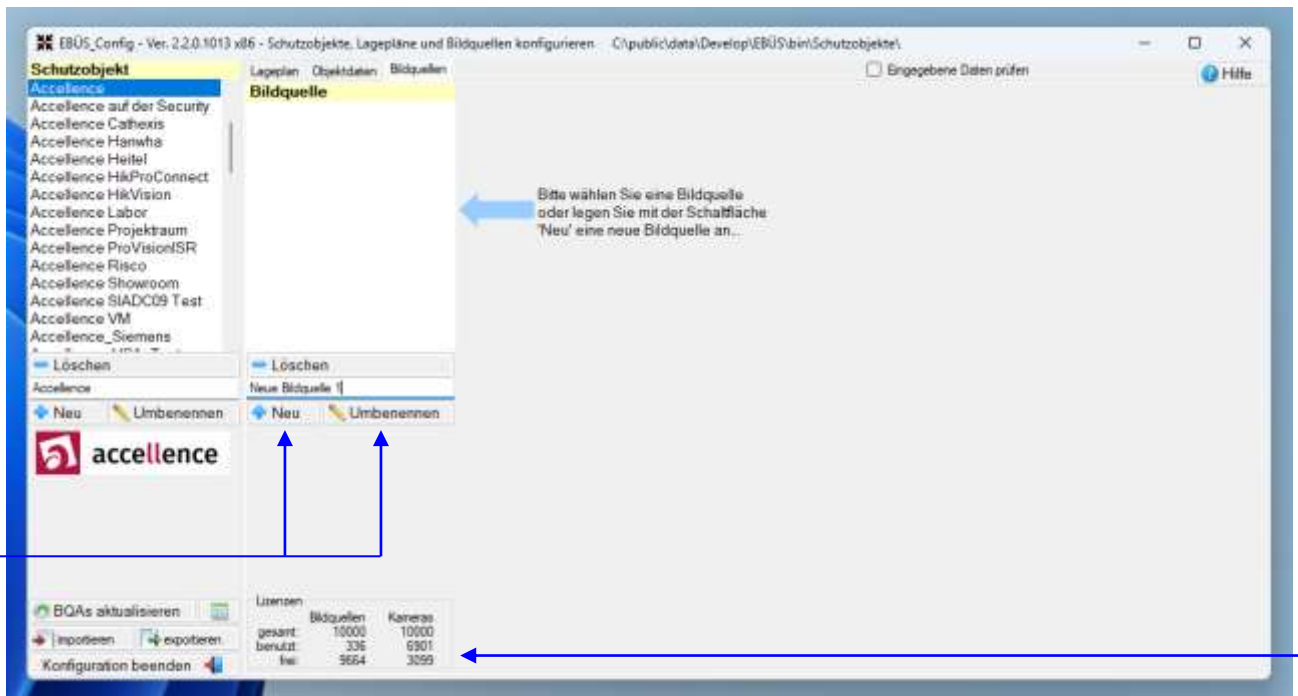 EBÜS_Config - Ver. 2.2.0.1013 x86 - Schutzobjekte, Lagepläne und Bildquellen konfigurieren C:\public\data\Develop\EBÜS\bin\Schutzobjekte\
Schutzobjekt
Lageplan Objektdaten Bildquellen
Eingegebene Daten prüfen
Hilfe
Accellence
Accellence auf der Security
Accellence Cathexis
Accellence Hanwha
Accellence Heitel
Accellence HikProConnect
Accellence HikVision
Accellence Labor
Accellence Projektraum
Accellence ProVisionISR
Accellence Risco
Accellence Showroom
Accellence SIADC09 Test
Accellence VM
Accellence_Siemens
Löschen
Accellence
Neu Umbenennen
accellence
BQAs aktualisieren
importieren exportieren
Konfiguration beenden
Bildquelle
Löschen
Neue Bildquelle 1
Neu Umbenennen
Lizenzen
Bildquellen Kameras
gesamt: 10000 10000
benutzt: 336 6901
frei: 9664 3099
Bitte wählen Sie eine Bildquelle
oder legen Sie mit der Schaltfläche
'Neu' eine neue Bildquelle an...